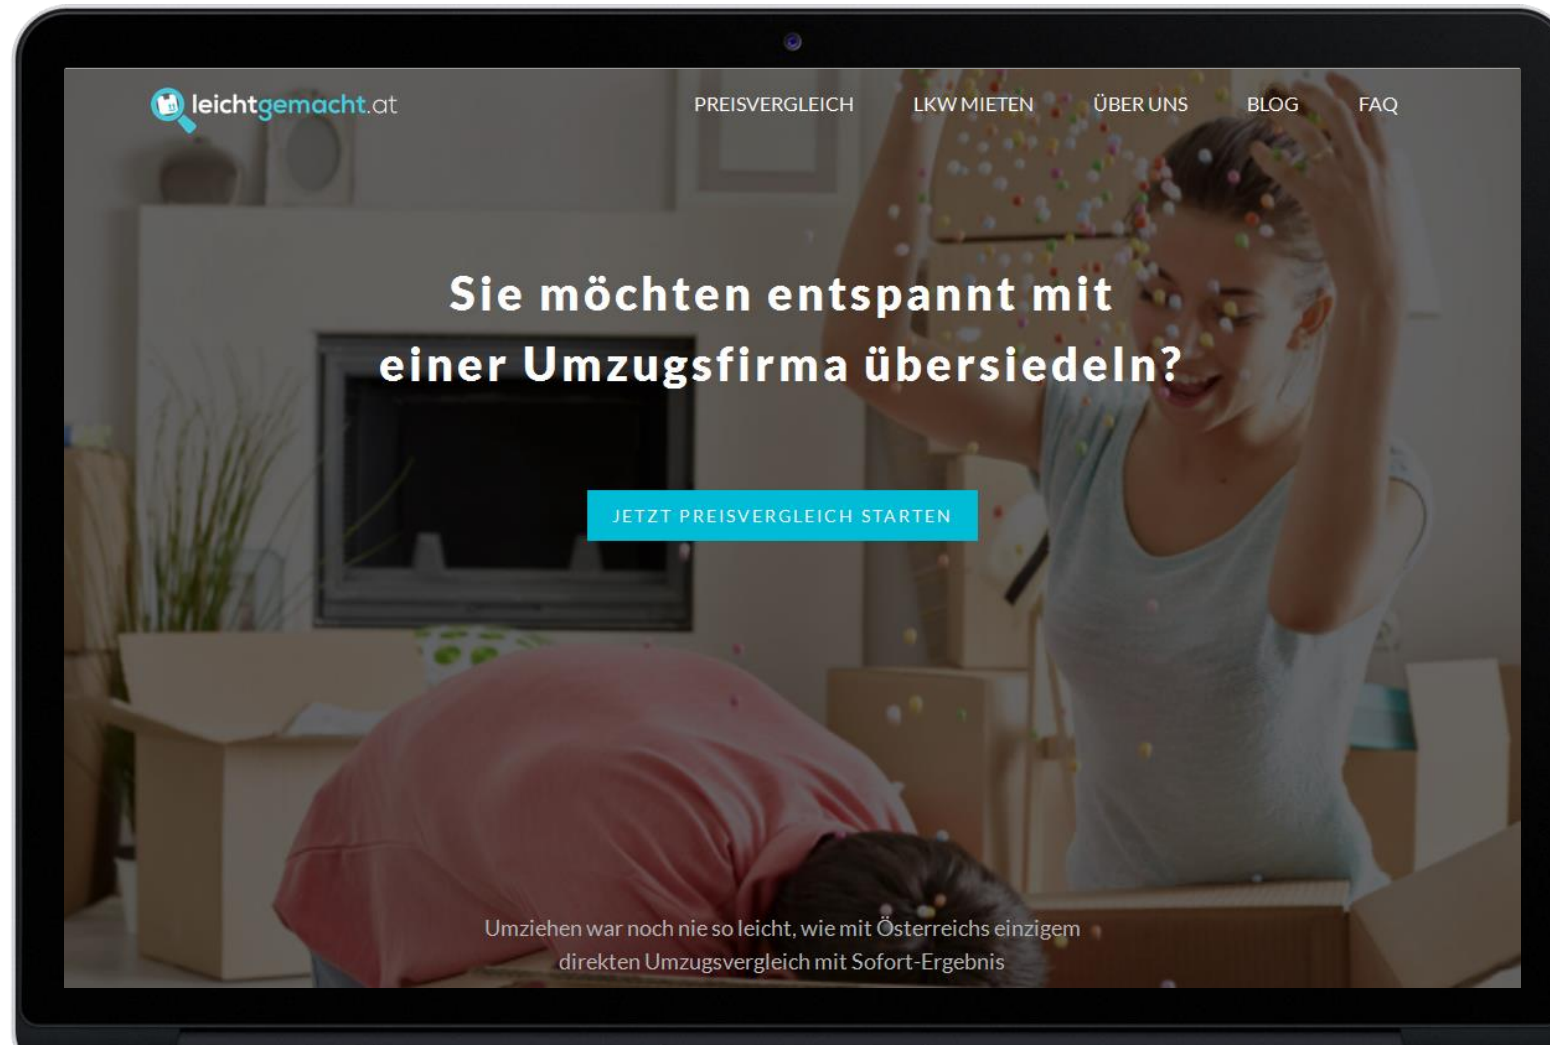 leichtgemacht.at
PREISVERGLEICH LKW MIETEN ÜBER UNS BLOG FAQ
Sie möchten entspannt mit
einer Umzugsfirma übersiedeln?
JETZT PREISVERGLEICH STARTEN
Umziehen war noch nie so leicht, wie mit Österreichs einzigem
direkten Umzugsvergleich mit Sofort-Ergebnis